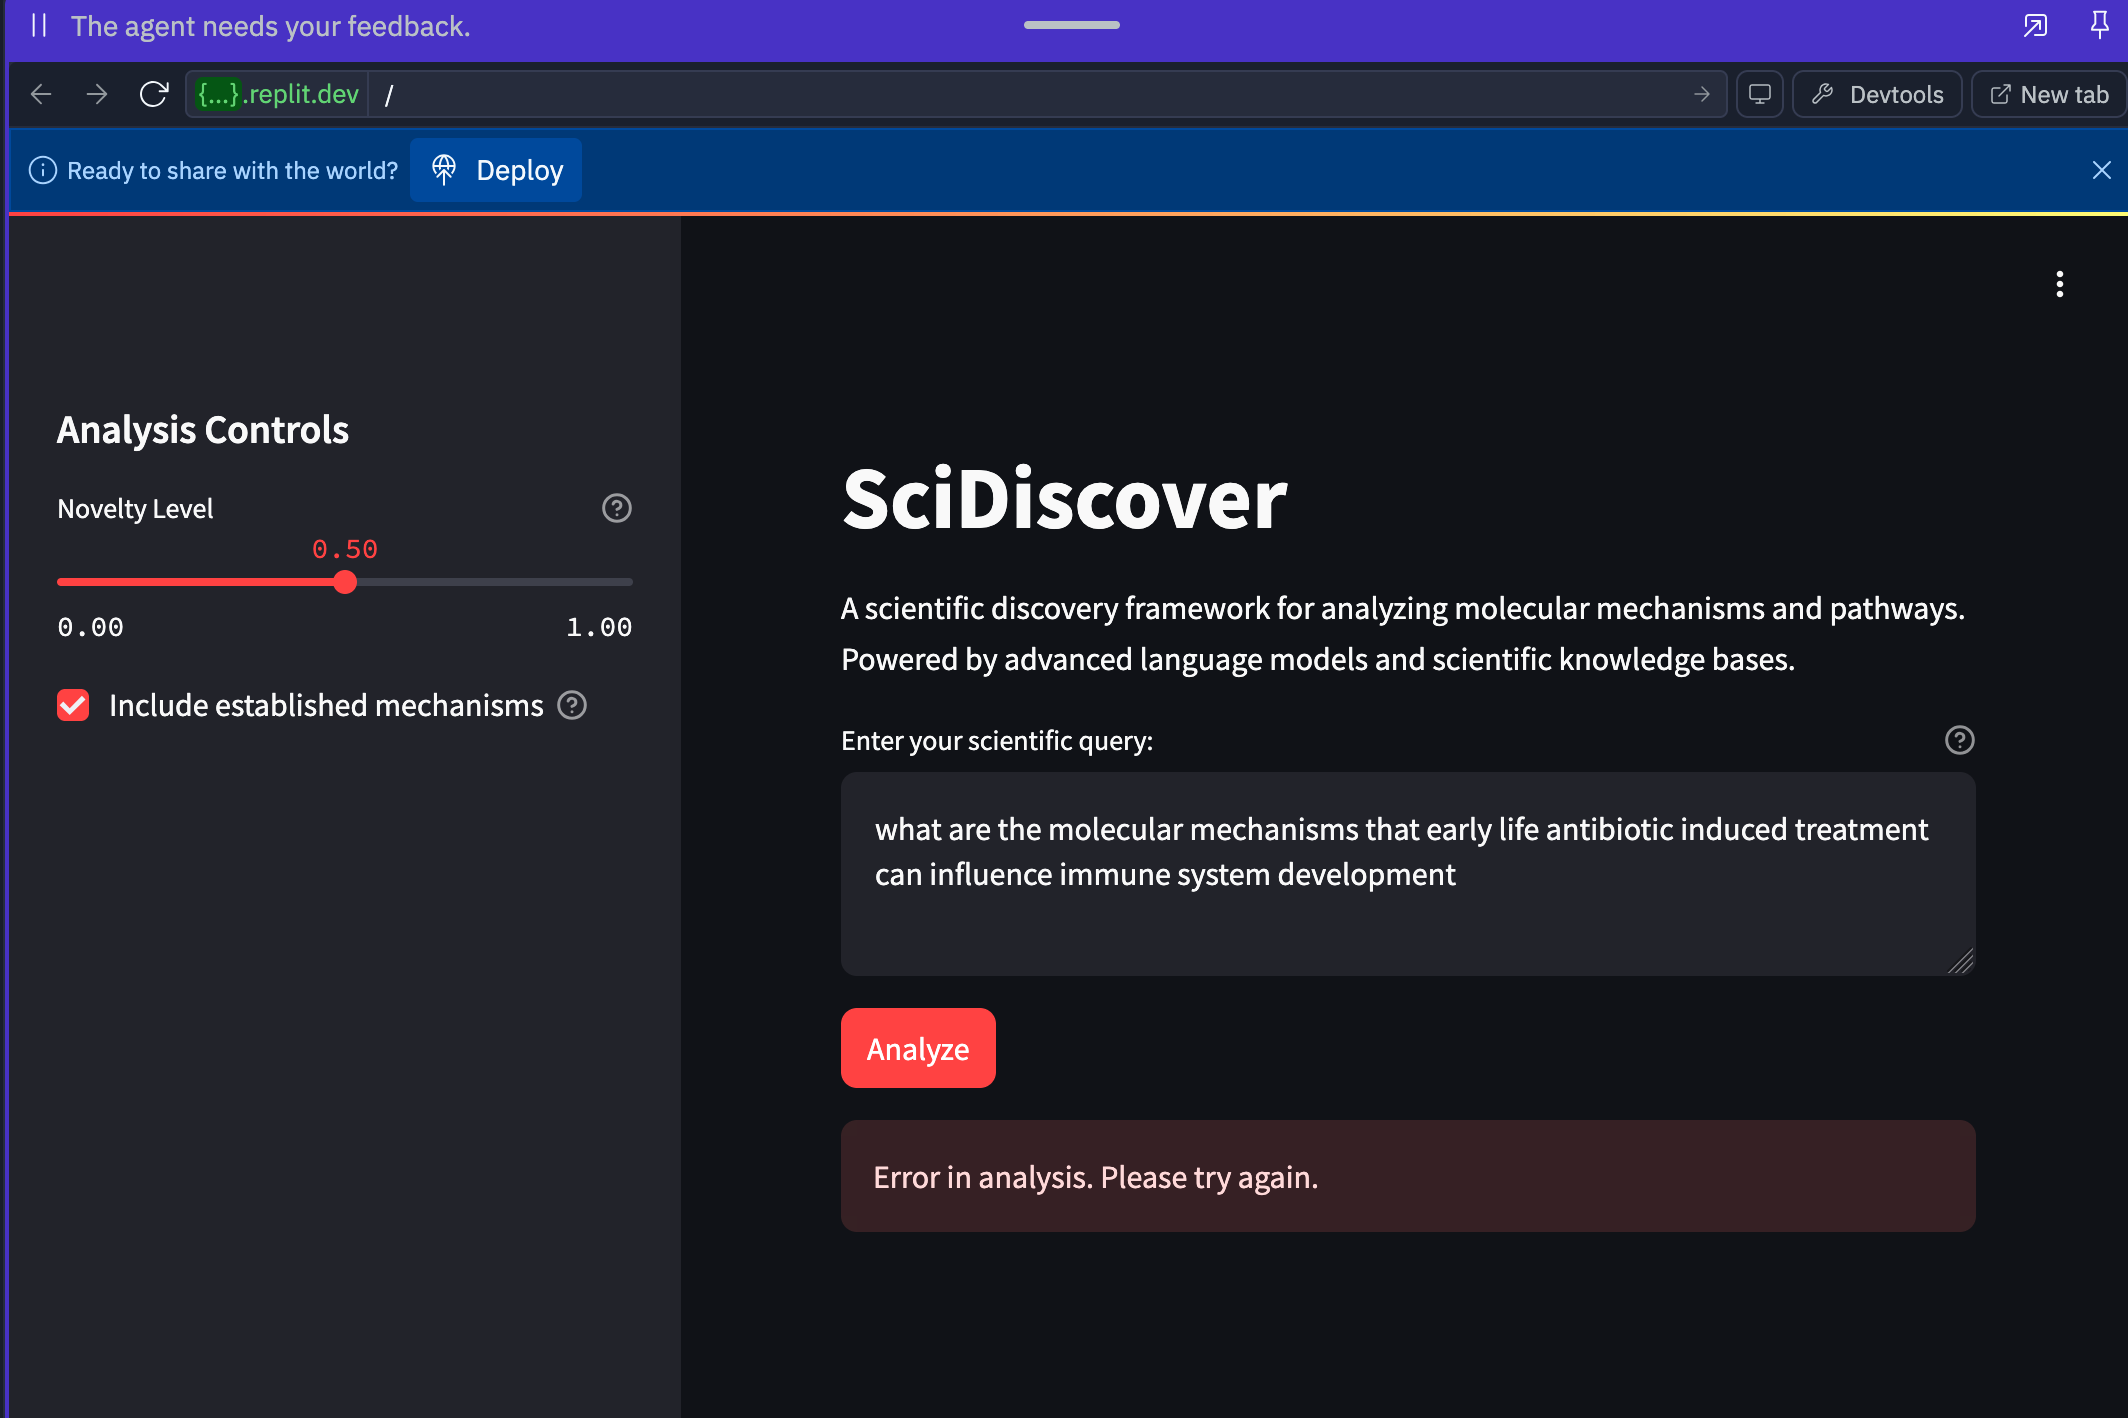 The agent needs your feedback.
{...}.replit.dev
/
Devtools
New tab
Ready to share with the world?
Deploy
Analysis Controls
Novelty Level
0.50
0.00
1.00
Include established mechanisms
SciDiscover
A scientific discovery framework for analyzing molecular mechanisms and pathways.
Powered by advanced language models and scientific knowledge bases.
Enter your scientific query:
what are the molecular mechanisms that early life antibiotic induced treatment
can influence immune system development
Analyze
Error in analysis. Please try again.